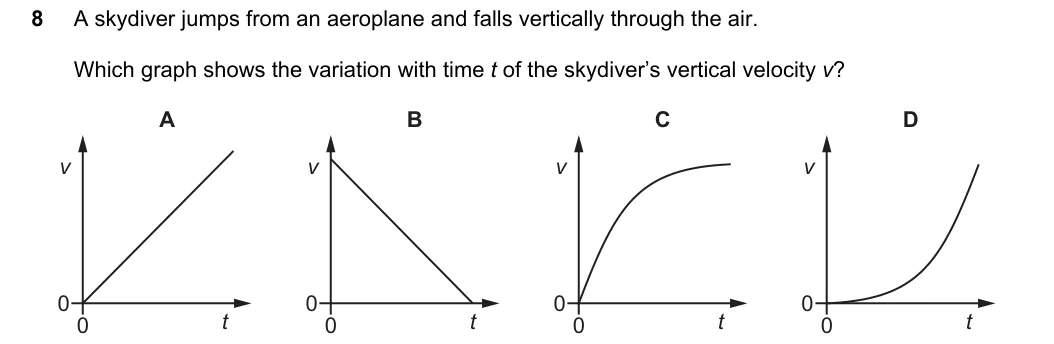 8 A skydiver jumps from an aeroplane and falls vertically through the air.
Which graph shows the variation with time t of the skydiver’s vertical velocity v?
A B C D
v v v v
0 0 0 0
0 t 0 t 0 t 0 t